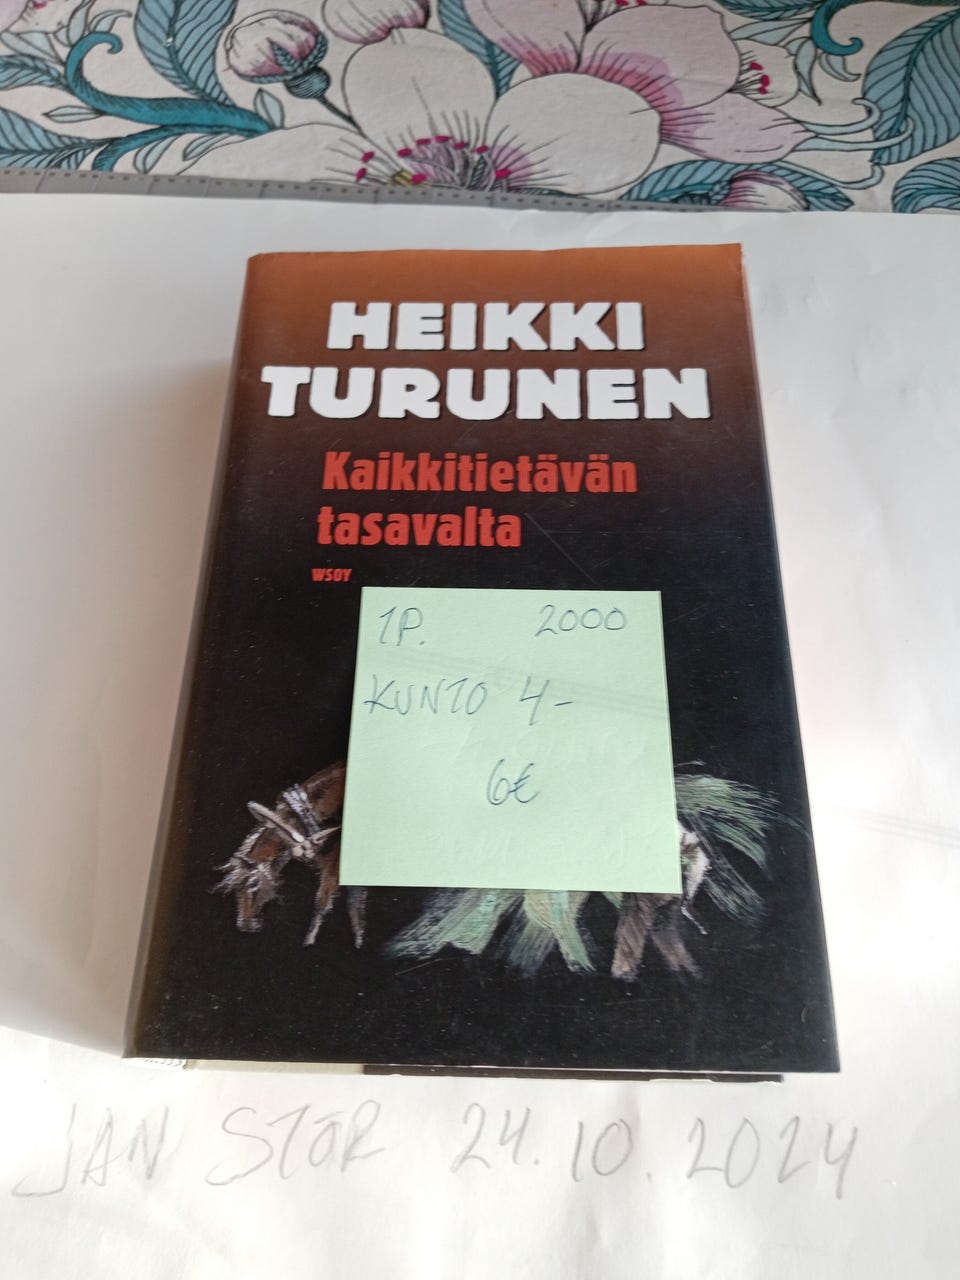 HEIKKI
TURUNEN
Kaikkitietävän
tasavalta
WSOY
1P. 2000
KUNTO 4-
6€
JAN STÖR 24.10.2024